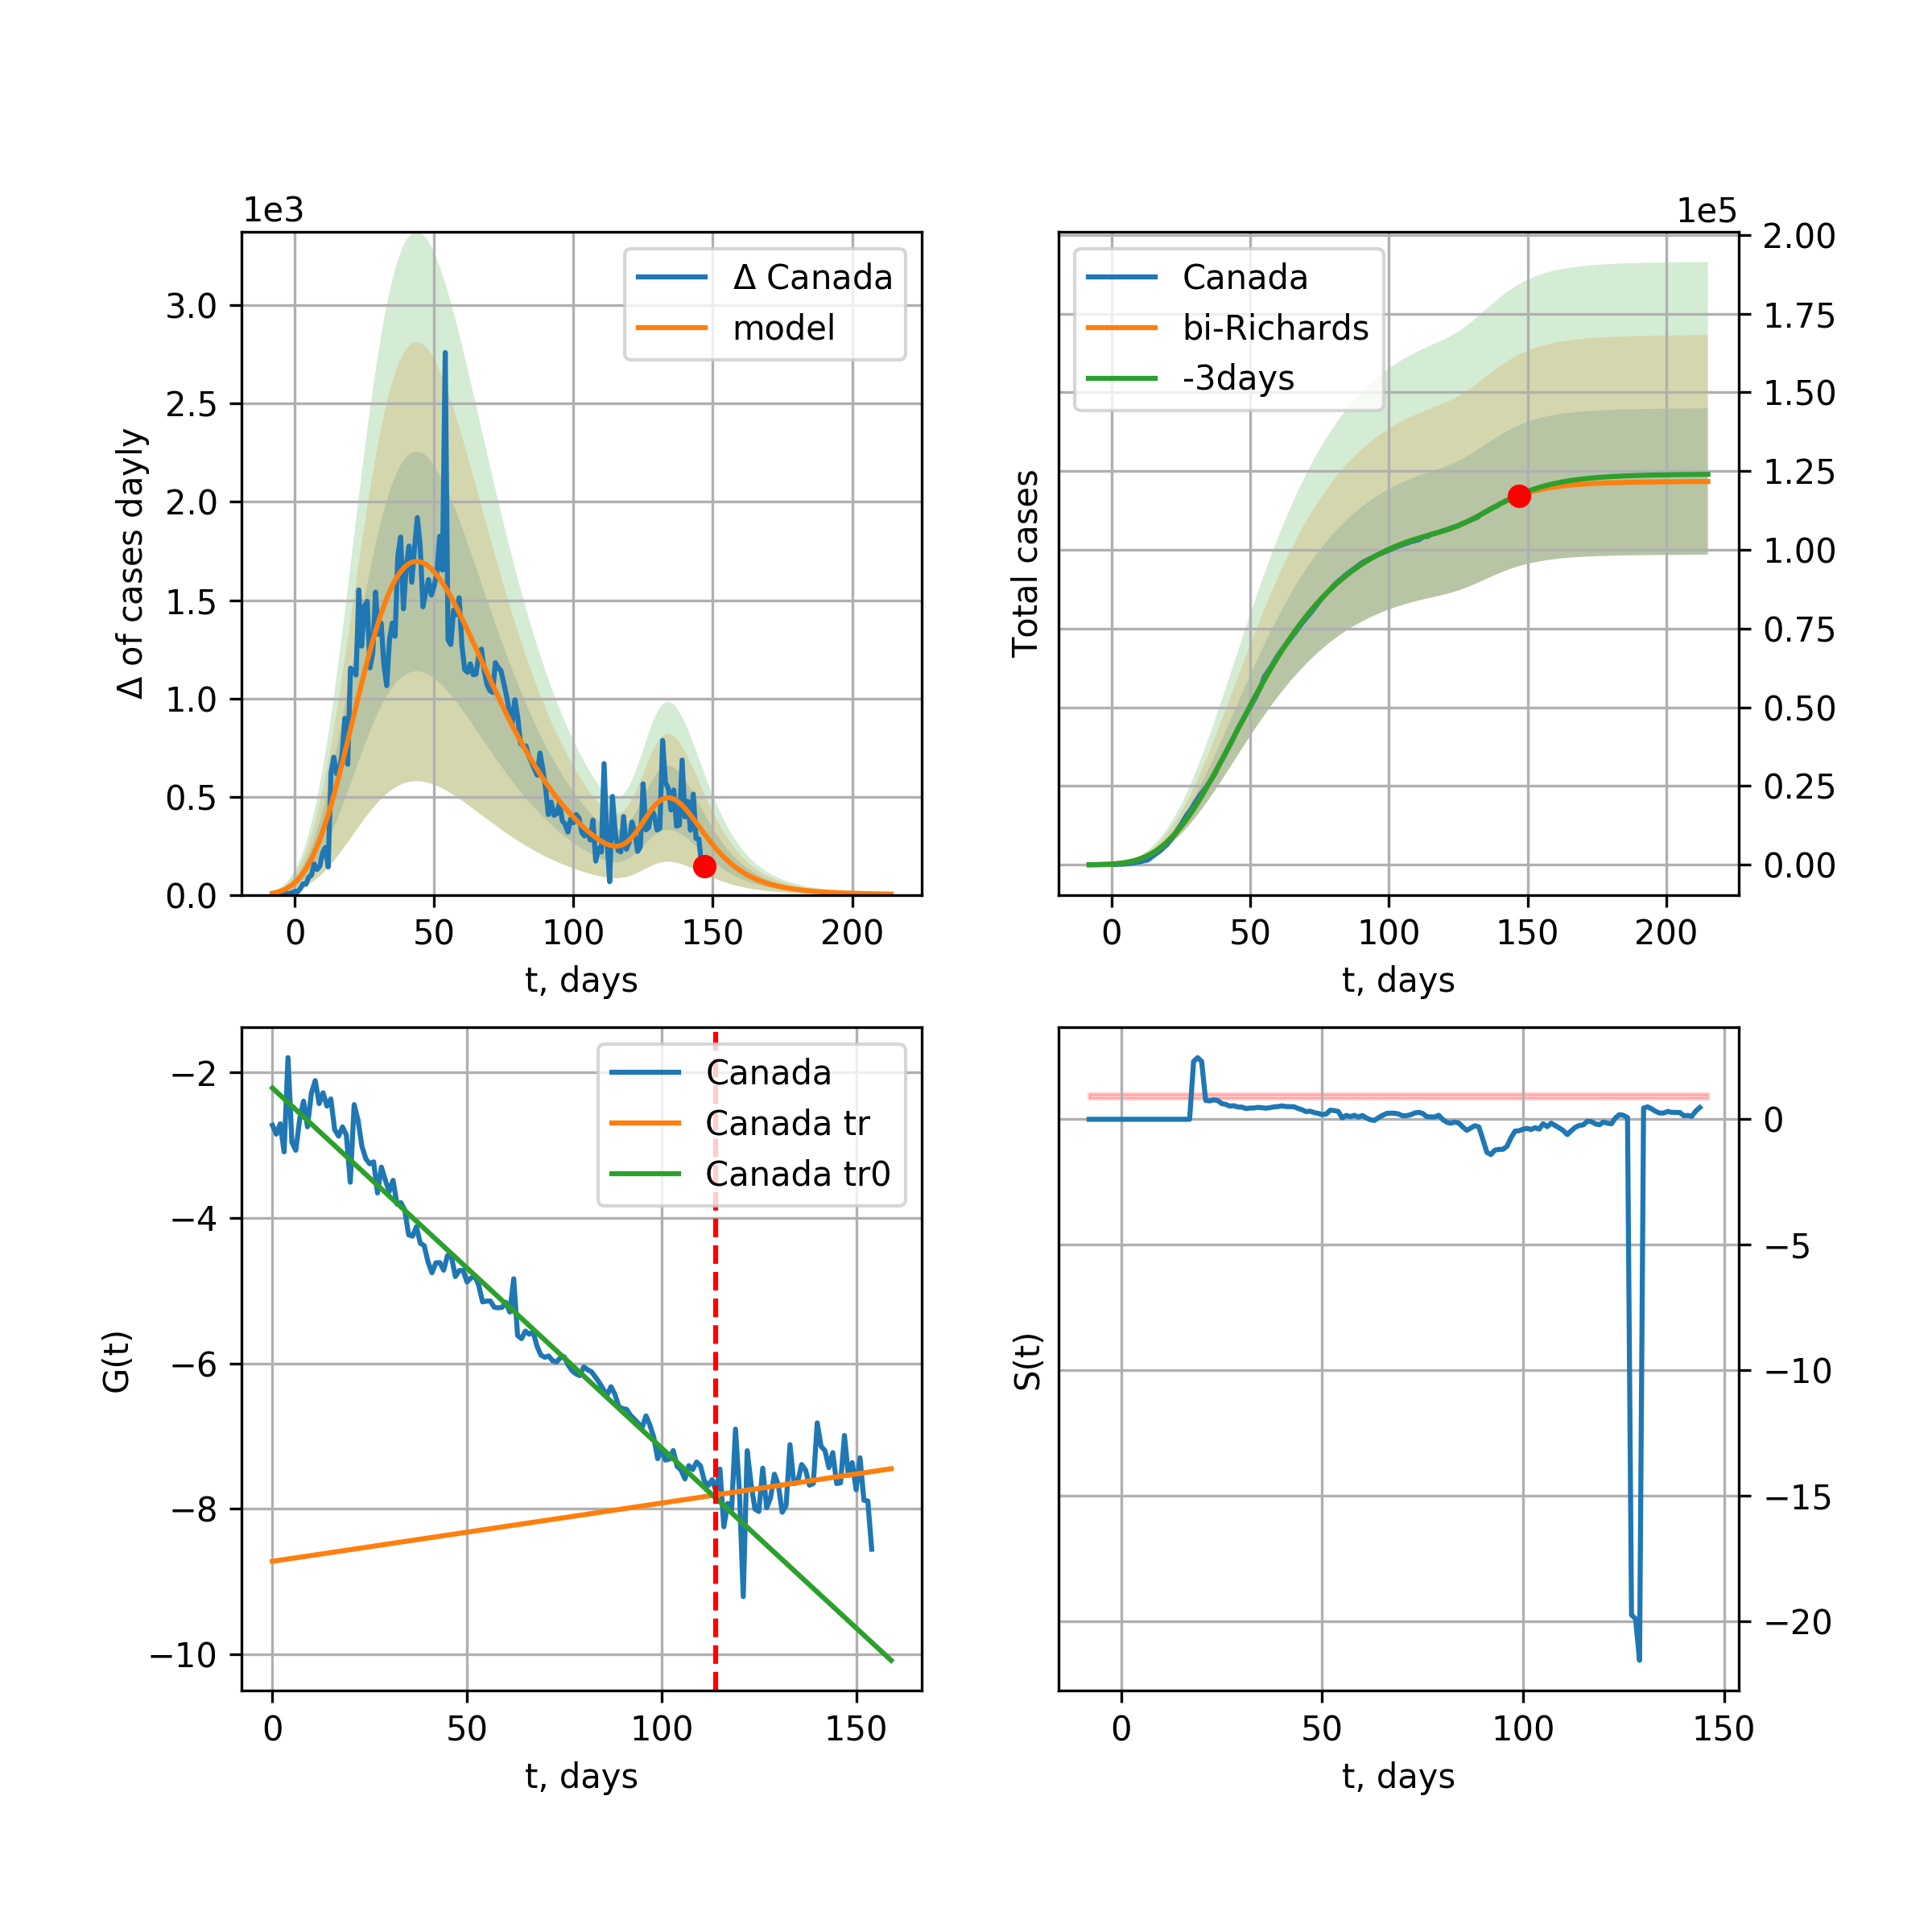 1e3
Δ Canada
model
3.0
2.5
2.0
1.5
1.0
0.5
0.0
Δ of cases dayly
0 50 100 150 200
t, days
1e5
Canada
bi-Richards
-3days
2.00
1.75
1.50
1.25
1.00
0.75
0.50
0.25
0.00
Total cases
0 50 100 150 200
t, days
Canada
Canada tr
Canada tr0
−2
−4
−6
−8
−10
G(t)
0 50 100 150
t, days
0
−5
−10
−15
−20
S(t)
0 50 100 150
t, days